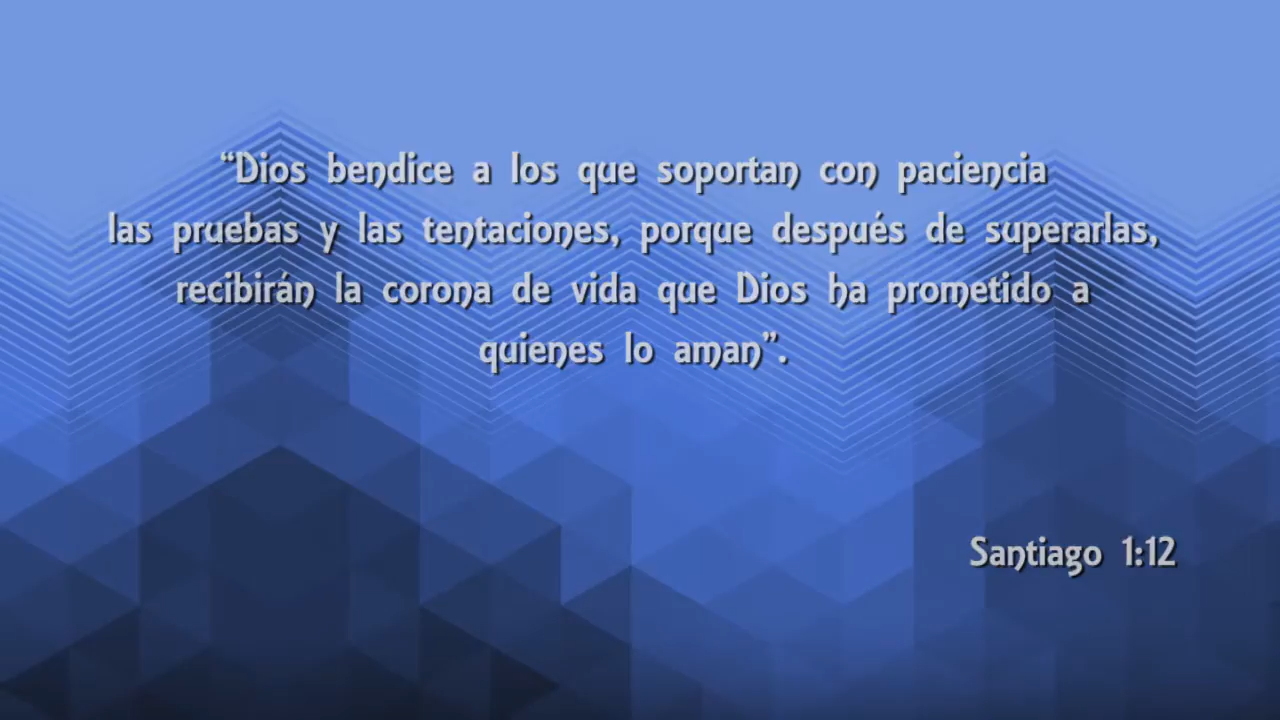 “Dios bendice a los que soportan con paciencia
las pruebas y las tentaciones, porque después de superarlas,
recibirán la corona de vida que Dios ha prometido a
quienes lo aman”.
Santiago 1:12